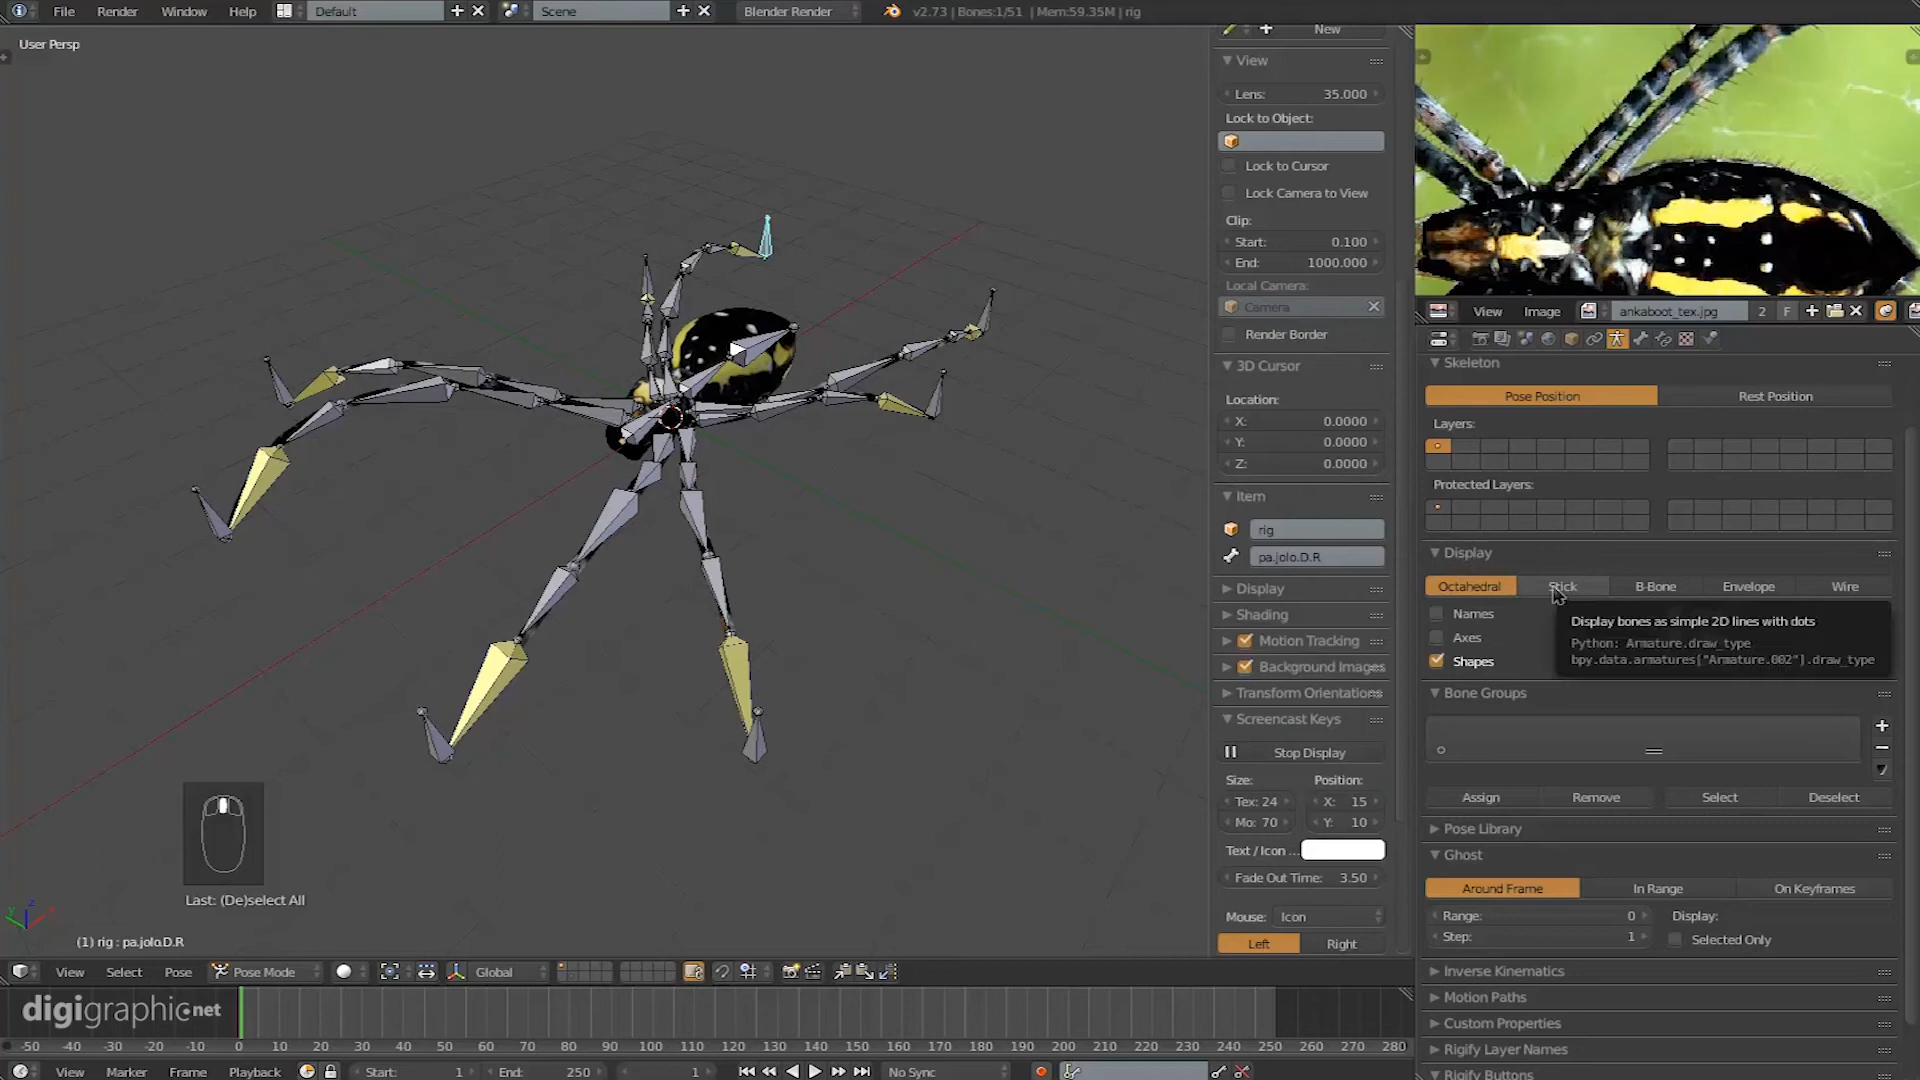 File Render Window Help Default Scene Blender Render v2.73 | Bones:1/51 | Mem:59.35M | rig
User Persp
New
View
Lens: 35.000
Lock to Object:
Lock to Cursor
Lock Camera to View
Clip:
Start: 0.100
End: 1000.000
Local Camera:
Camera
Render Border
3D Cursor
Location:
X: 0.0000
Y: 0.0000
Z: 0.0000
Item
rig
pa.jolo.D.R
Display
Shading
Motion Tracking
Background Images
Transform Orientations
Screencast Keys
Stop Display
Size: Position:
Tex: 24 X: 15
Mo: 70 Y: 10
Text / Icon ...
Fade Out Time: 3.50
Mouse: Icon
Left Right
View Image ankaboot_tex.jpg 2 F
Skeleton
Pose Position Rest Position
Layers:
Protected Layers:
Display
Octahedral Stick B-Bone Envelope Wire
Names
Axes
Shapes
Display bones as simple 2D lines with dots
Python: Armature.draw_type
bpy.data.armatures["Armature.002"].draw_type
Bone Groups
Assign Remove Select Deselect
Pose Library
Ghost
Around Frame In Range On Keyframes
Range: 0 Display:
Step: 1 Selected Only
Inverse Kinematics
Motion Paths
Custom Properties
Rigify Layer Names
Rigify Buttons
Last: (De)select All
(1) rig : pa.jolo.D.R
View Select Pose Pose Mode Global
digigraphic.net
-50 -40 -30 -20 -10 0 10 20 30 40 50 60 70 80 90 100 110 120 130 140 150 160 170 180 190 200 210 220 230 240 250 260 270 280
View Marker Frame Playback Start: 1 End: 250 1 No Sync